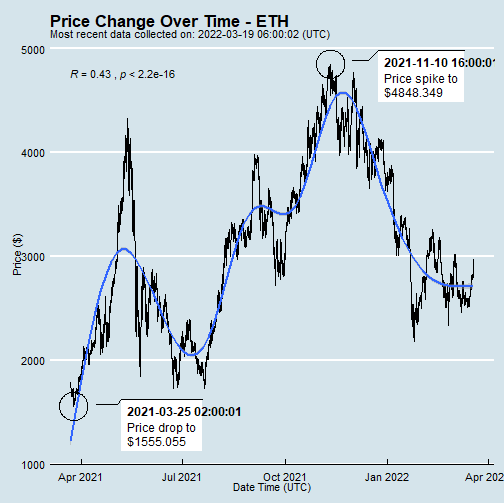 Price Change Over Time - ETH
Most recent data collected on: 2022-03-19 06:00:02 (UTC)
5000
2021-11-10 16:00:01
Price spike to
$4848.349
R = 0.43 , p < 2.2e-16
4000
3000
Price ($)
2000
2021-03-25 02:00:01
Price drop to
$1555.055
1000
Apr 2021
Jul 2021
Oct 2021
Jan 2022
Apr 202
Date Time (UTC)